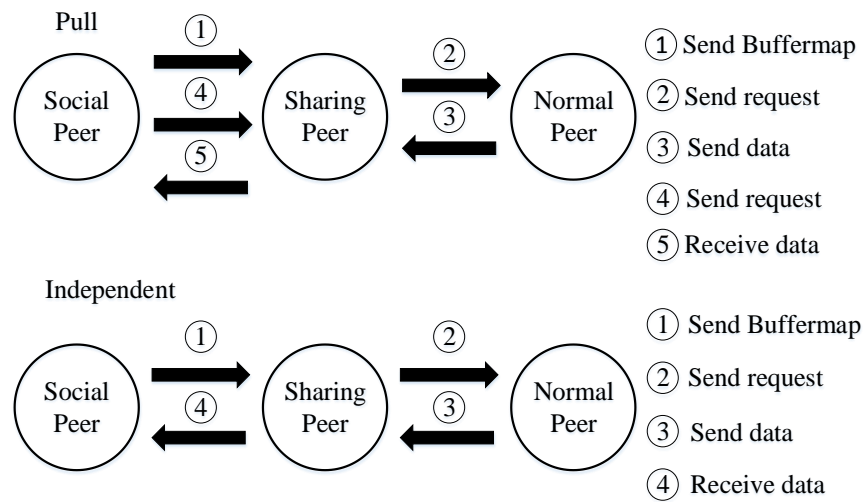 Pull
① ② ① Send Buffermap
Social Peer
④
Sharing Peer
③
Normal Peer
② Send request
⑤
③ Send data
④ Send request
⑤ Receive data
Independent
① ② ① Send Buffermap
Social Peer
④
Sharing Peer
③
Normal Peer
② Send request
③ Send data
④ Receive data